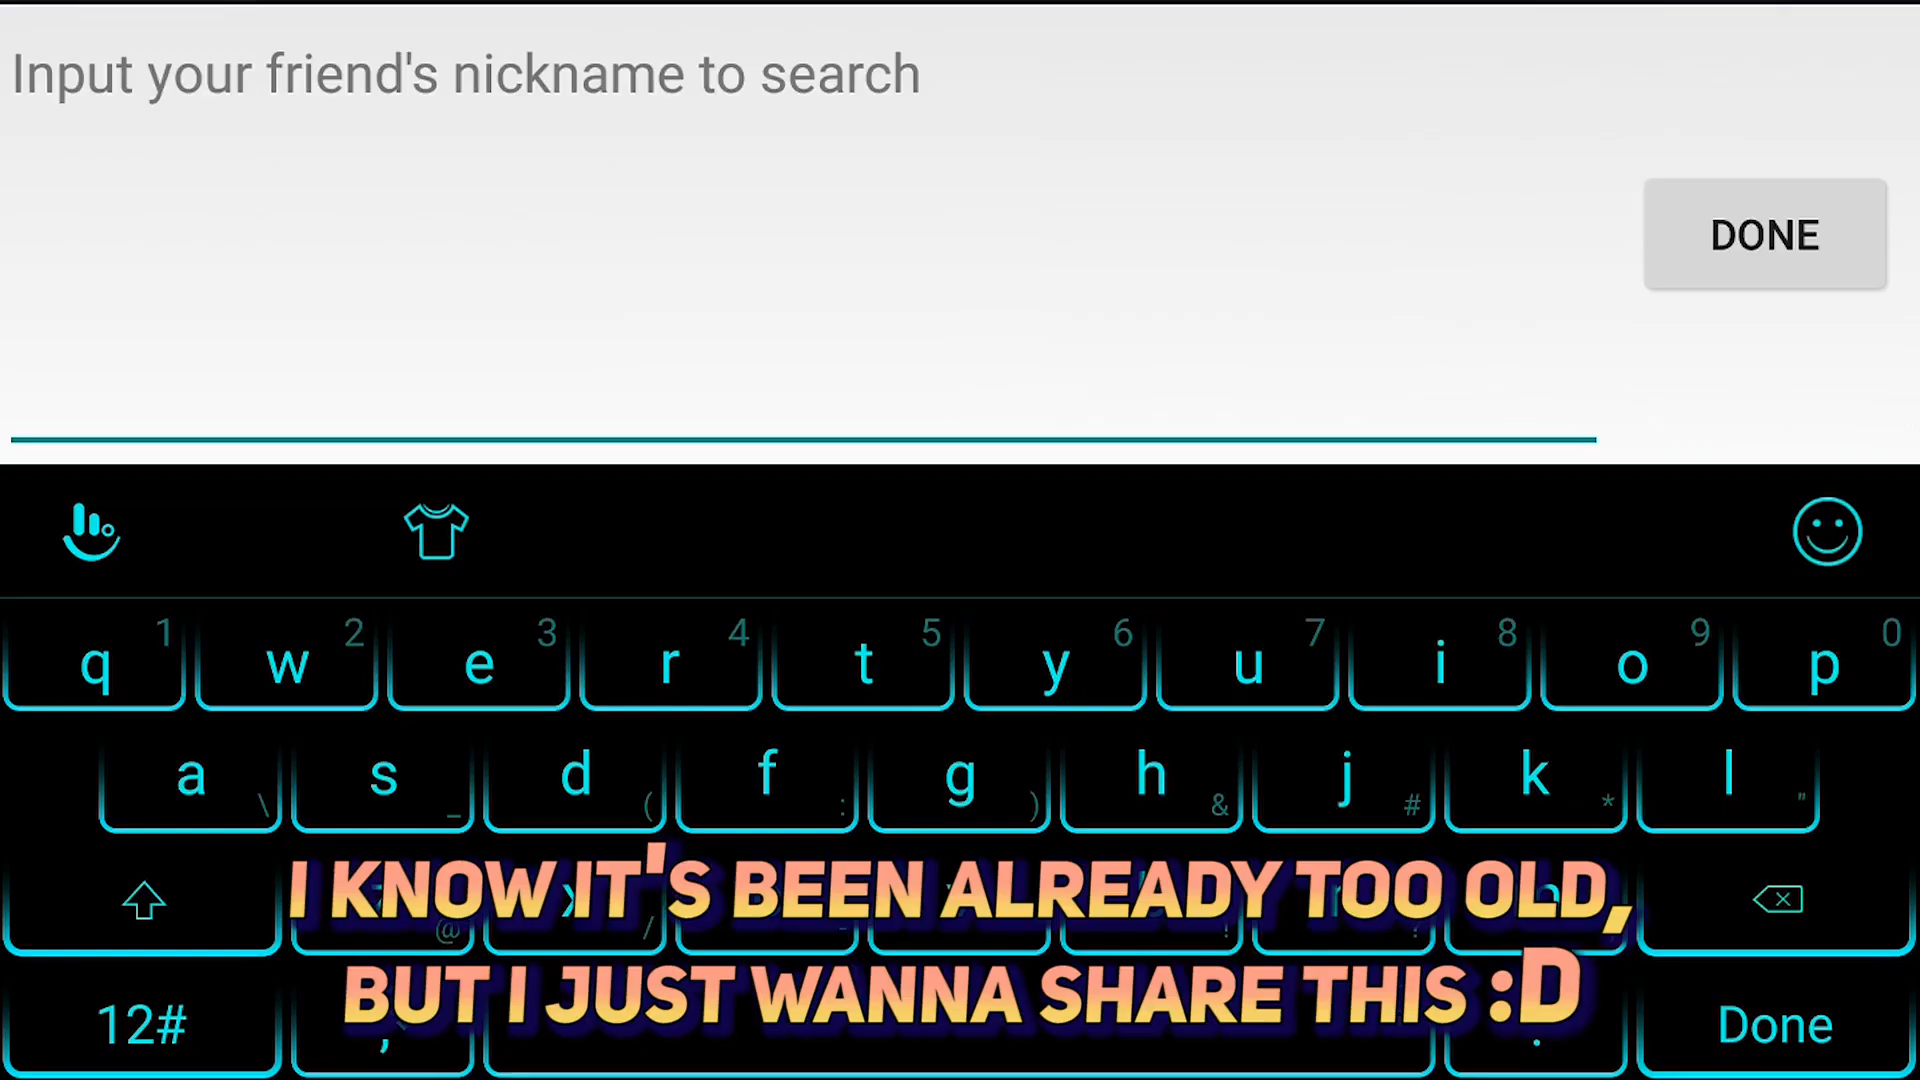 Input your friend's nickname to search
DONE
1 2 3 4 5 6 7 8 9 0
q w e r t y u i o p
a s d f g h j k l
\ _ ( : ) & # * "
I KNOW IT'S BEEN ALREADY TOO OLD,
@ / - ! ?
BUT I JUST WANNA SHARE THIS :D
12# , . Done